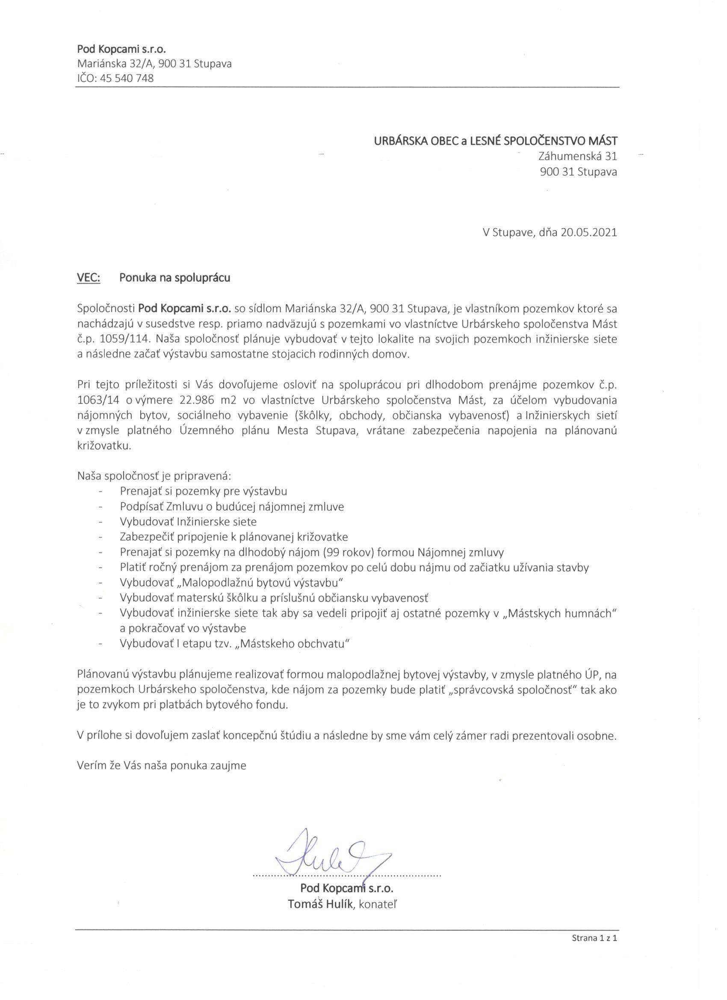 Pod Kopcami s.r.o.
Mariánska 32/A, 900 31 Stupava
IČO: 45 540 748
URBÁRSKA OBEC a LESNÉ SPOLOČENSTVO MÁST
Záhumenská 31
900 31 Stupava
V Stupave, dňa 20.05.2021
VEC: Ponuka na spoluprácu
Spoločnosti Pod Kopcami s.r.o. so sídlom Mariánska 32/A, 900 31 Stupava, je vlastníkom pozemkov ktoré sa
nachádzajú v susedstve resp. priamo nadväzujú s pozemkami vo vlastníctve Urbárskeho spoločenstva Mást
č.p. 1059/114. Naša spoločnosť plánuje vybudovať v tejto lokalite na svojich pozemkoch inžinierske siete
a následne začať výstavbu samostatne stojacich rodinných domov.
Pri tejto príležitosti si Vás dovoľujeme osloviť na spoluprácou pri dlhodobom prenájme pozemkov č.p.
1063/14 o výmere 22.986 m2 vo vlastníctve Urbárskeho spoločenstva Mást, za účelom vybudovania
nájomných bytov, sociálneho vybavenie (škôlky, obchody, občianska vybavenosť) a Inžinierskych sietí
v zmysle platného Územného plánu Mesta Stupava, vrátane zabezpečenia napojenia na plánovanú
križovatku.
Naša spoločnosť je pripravená:
- Prenajať si pozemky pre výstavbu
- Podpísať Zmluvu o budúcej nájomnej zmluve
- Vybudovať Inžinierske siete
- Zabezpečiť pripojenie k plánovanej križovatke
- Prenajať si pozemky na dlhodobý nájom (99 rokov) formou Nájomnej zmluvy
- Platiť ročný prenájom za prenájom pozemkov po celú dobu nájmu od začiatku užívania stavby
- Vybudovať „Malopodlažnú bytovú výstavbu“
- Vybudovať materskú škôlku a príslušnú občiansku vybavenosť
- Vybudovať inžinierske siete tak aby sa vedeli pripojiť aj ostatné pozemky v „Mástskych humnách“
a pokračovať vo výstavbe
- Vybudovať I etapu tzv. „Mástskeho obchvatu“
Plánovanú výstavbu plánujeme realizovať formou malopodlažnej bytovej výstavby, v zmysle platného ÚP, na
pozemkoch Urbárskeho spoločenstva, kde nájom za pozemky bude platiť „správcovská spoločnosť“ tak ako
je to zvykom pri platbách bytového fondu.
V prílohe si dovoľujem zaslať koncepčnú štúdiu a následne by sme vám celý zámer radi prezentovali osobne.
Verím že Vás naša ponuka zaujme
Pod Kopcami s.r.o.
Tomáš Hulík, konateľ
Strana 1 z 1